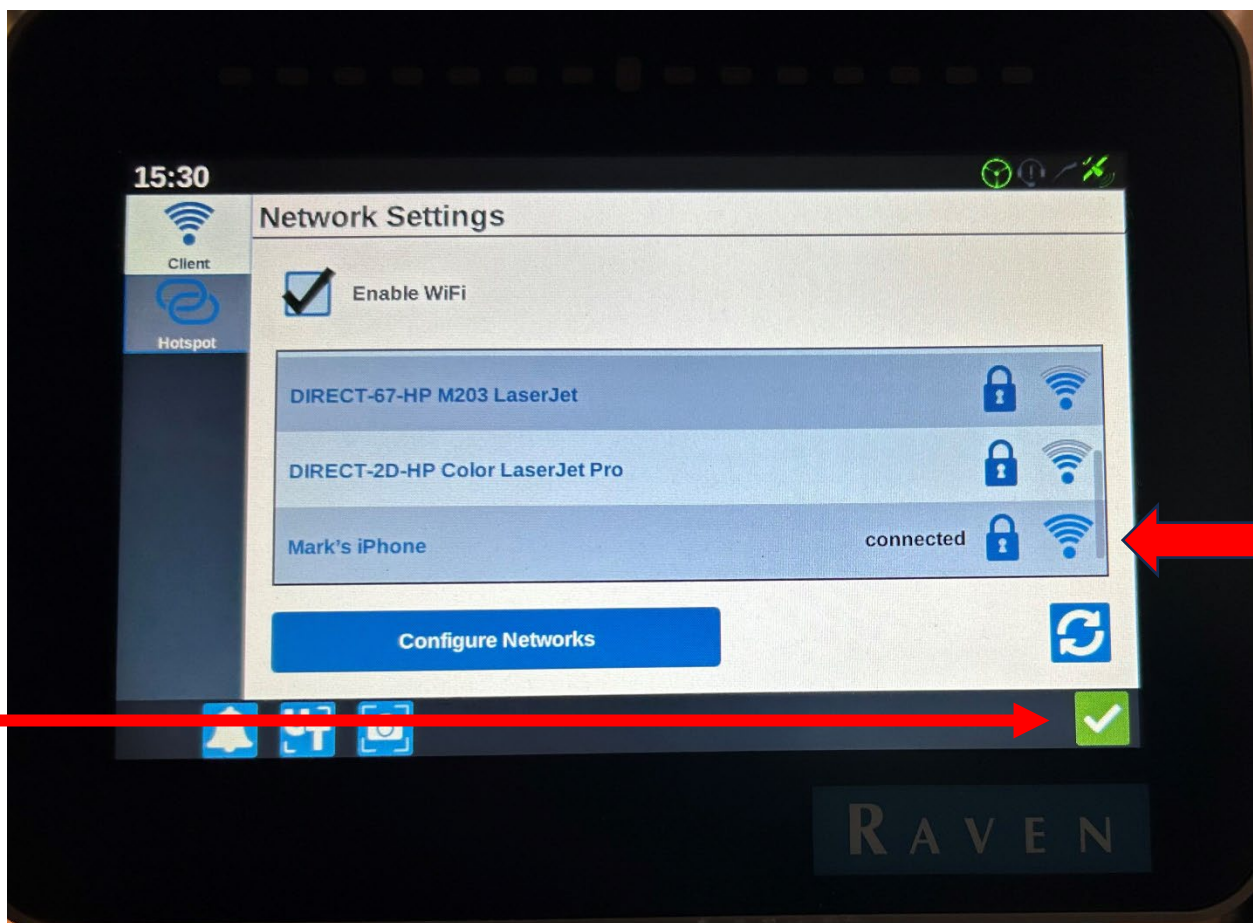 15:30
Network Settings
Client
Enable WiFi
Hotspot
DIRECT-67-HP M203 LaserJet
DIRECT-2D-HP Color LaserJet Pro
Mark's iPhone connected
Configure Networks
UT
RAVEN